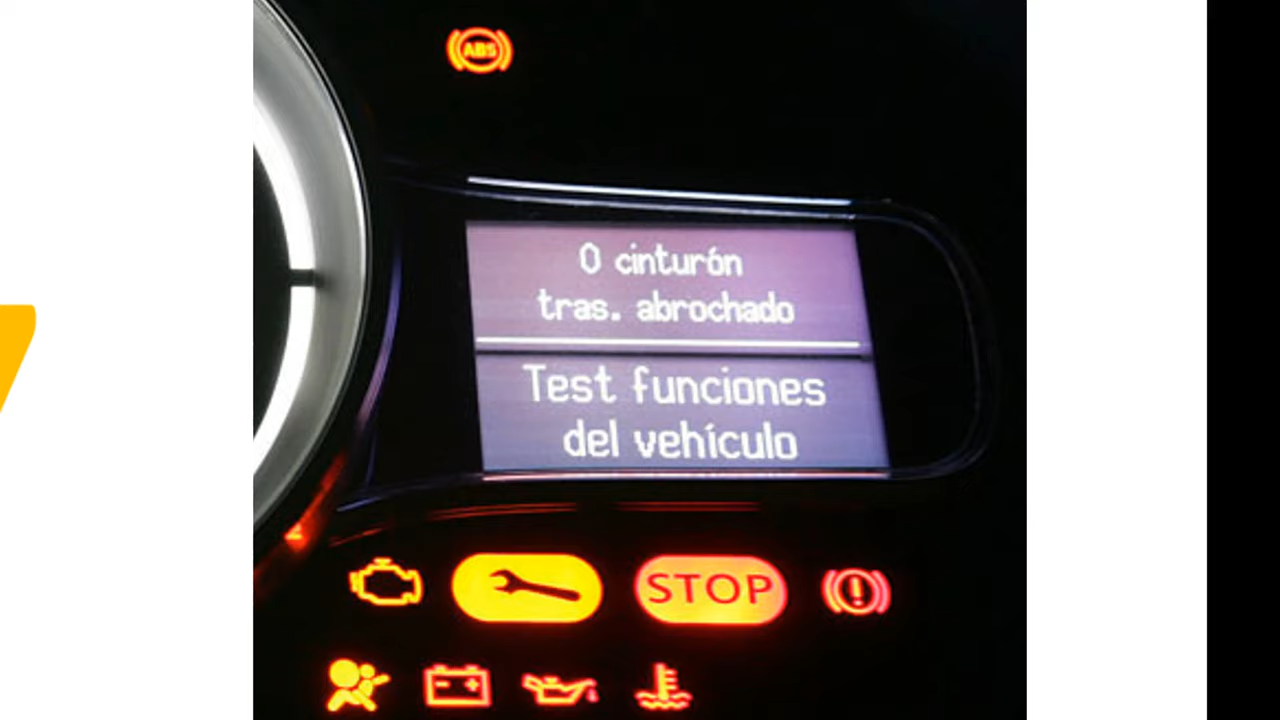 ABS
0 cinturón
tras. abrochado
Test funciones
del vehículo
STOP